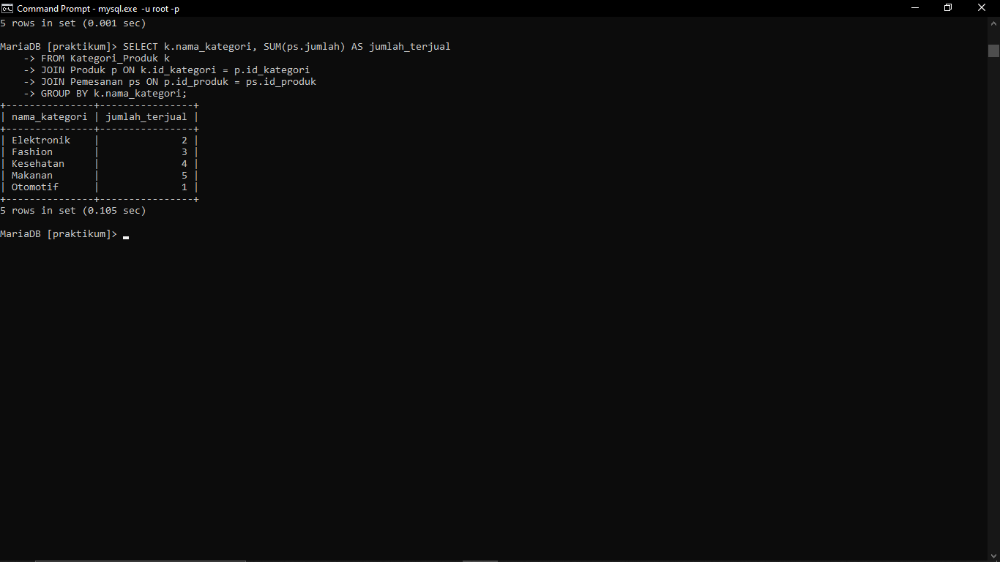 Command Prompt - mysql.exe -u root -p
5 rows in set (0.001 sec)
MariaDB [praktikum]> SELECT k.nama_kategori, SUM(ps.jumlah) AS jumlah_terjual
    -> FROM Kategori_Produk k
    -> JOIN Produk p ON k.id_kategori = p.id_kategori
    -> JOIN Pemesanan ps ON p.id_produk = ps.id_produk
    -> GROUP BY k.nama_kategori;
+---------------+----------------+
| nama_kategori | jumlah_terjual |
+---------------+----------------+
| Elektronik    |              2 |
| Fashion       |              3 |
| Kesehatan     |              4 |
| Makanan       |              5 |
| Otomotif      |              1 |
+---------------+----------------+
5 rows in set (0.105 sec)
MariaDB [praktikum]> _